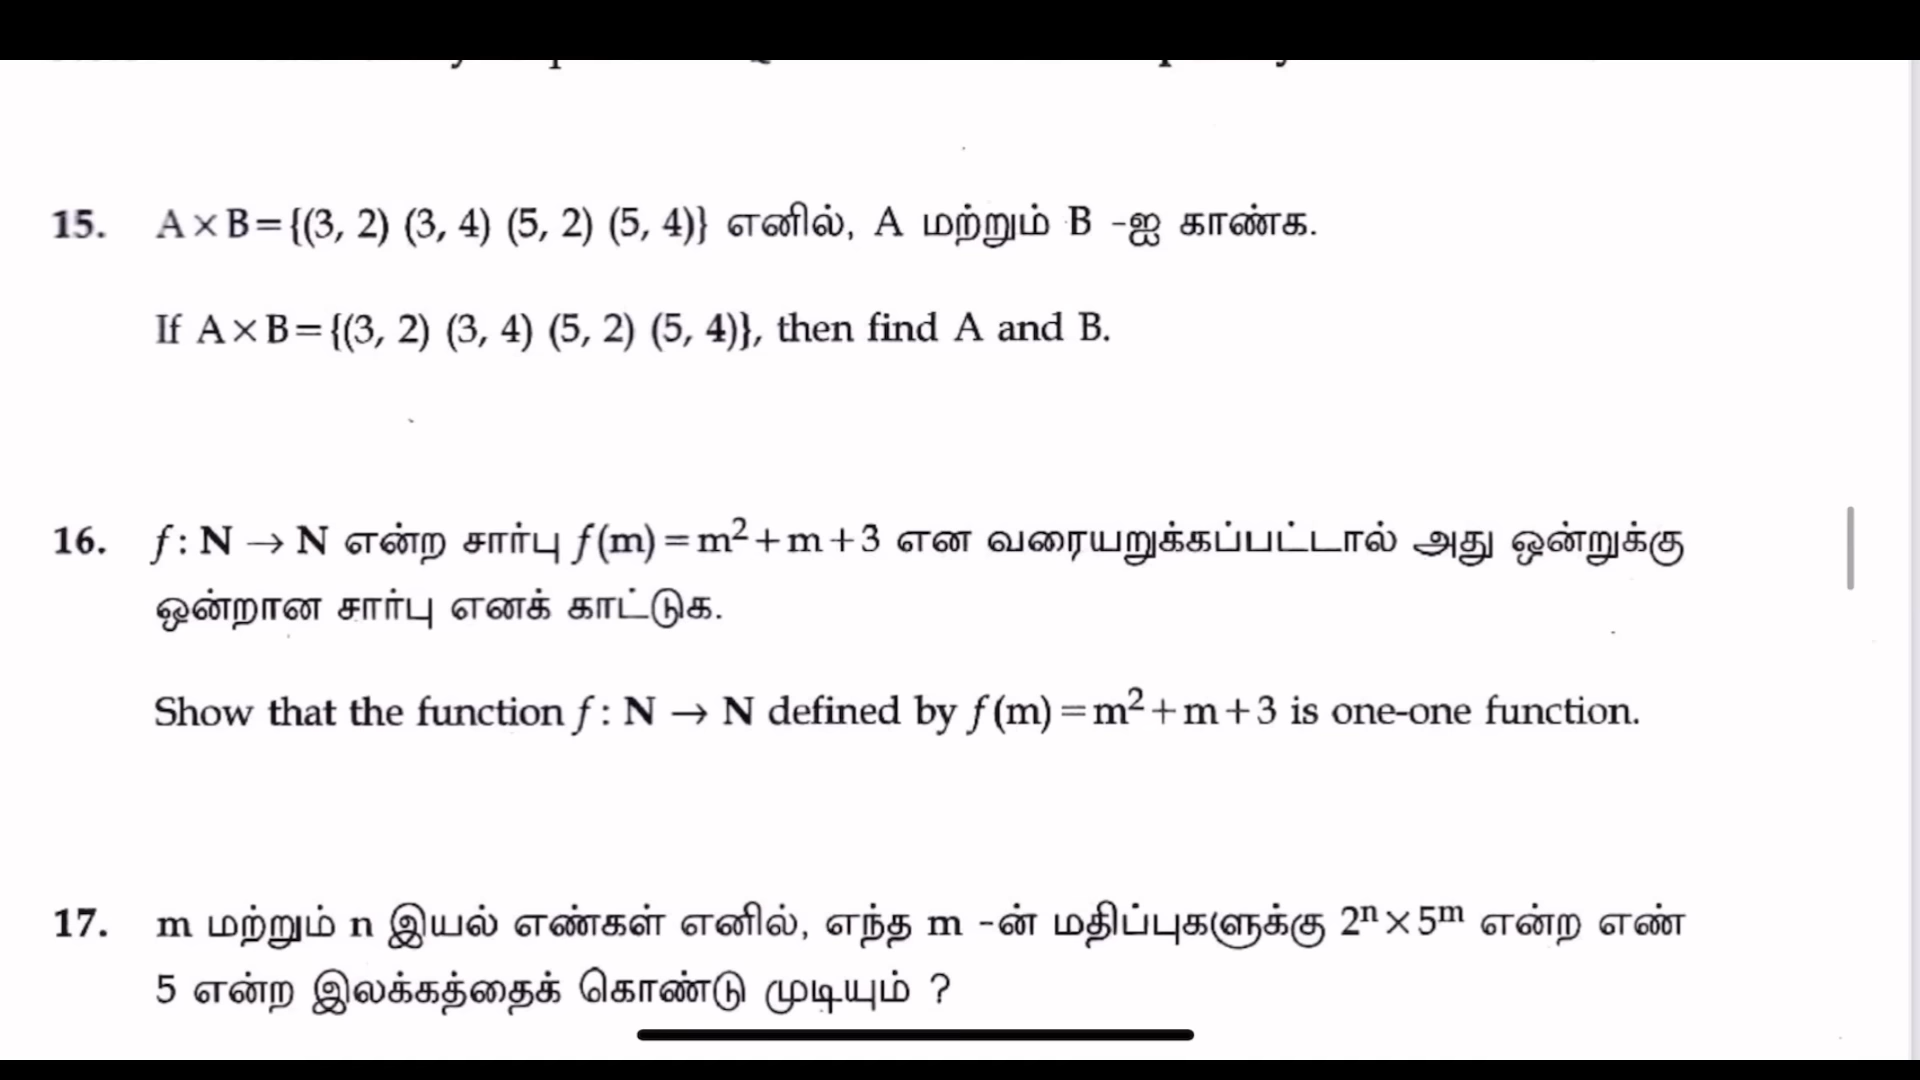 15. A × B = {(3, 2) (3, 4) (5, 2) (5, 4)} எனில், A மற்றும் B -ஐ காண்க.
If A × B = {(3, 2) (3, 4) (5, 2) (5, 4)}, then find A and B.
16. f : N → N என்ற சார்பு f(m) = m² + m + 3 என வரையறுக்கப்பட்டால் அது ஒன்றுக்கு
ஒன்றான சார்பு எனக் காட்டுக.
Show that the function f : N → N defined by f(m) = m² + m + 3 is one-one function.
17. m மற்றும் n இயல் எண்கள் எனில், எந்த m -ன் மதிப்புகளுக்கு 2ⁿ × 5ᵐ என்ற எண்
5 என்ற இலக்கத்தைக் கொண்டு முடியும் ?